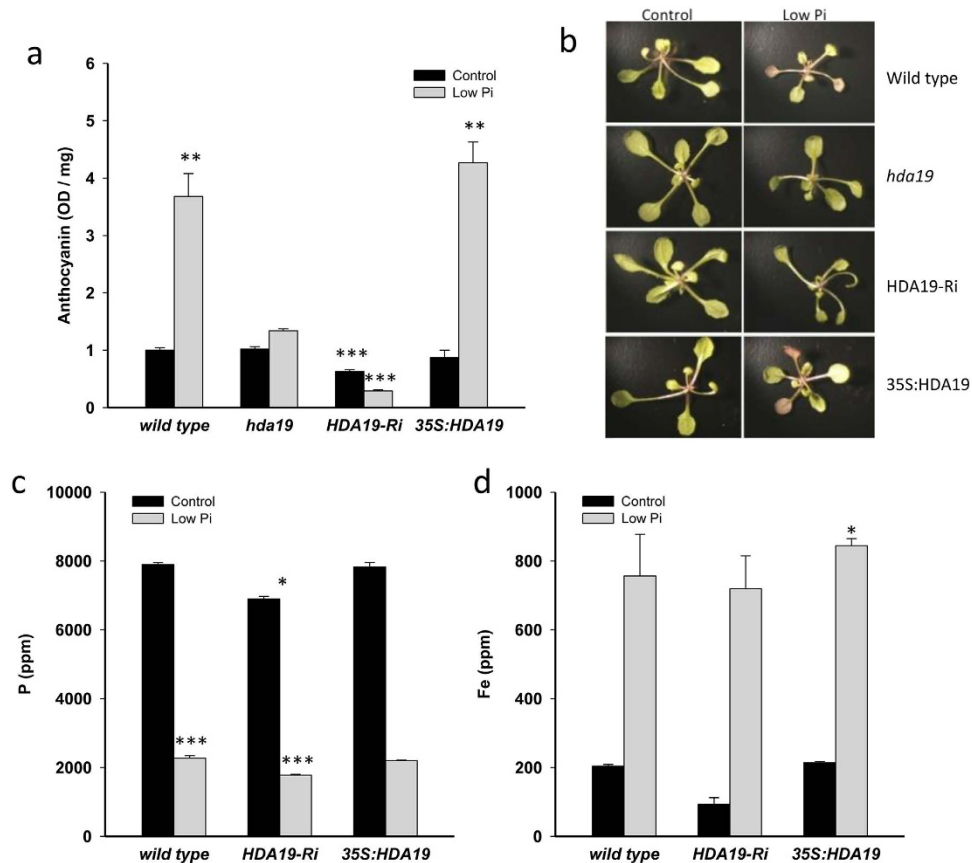 a
Anthocyanin (OD / mg)
6
5
4
3
2
1
0
Control
Low Pi
**
***
***
**
wild type hda19 HDA19-Ri 35S:HDA19
b
Control Low Pi
Wild type
hda19
HDA19-Ri
35S:HDA19
c
P (ppm)
10000
8000
6000
4000
2000
0
Control
Low Pi
***
*
***
wild type HDA19-Ri 35S:HDA19
d
Fe (ppm)
1000
800
600
400
200
0
Control
Low Pi
*
wild type HDA19-Ri 35S:HDA19